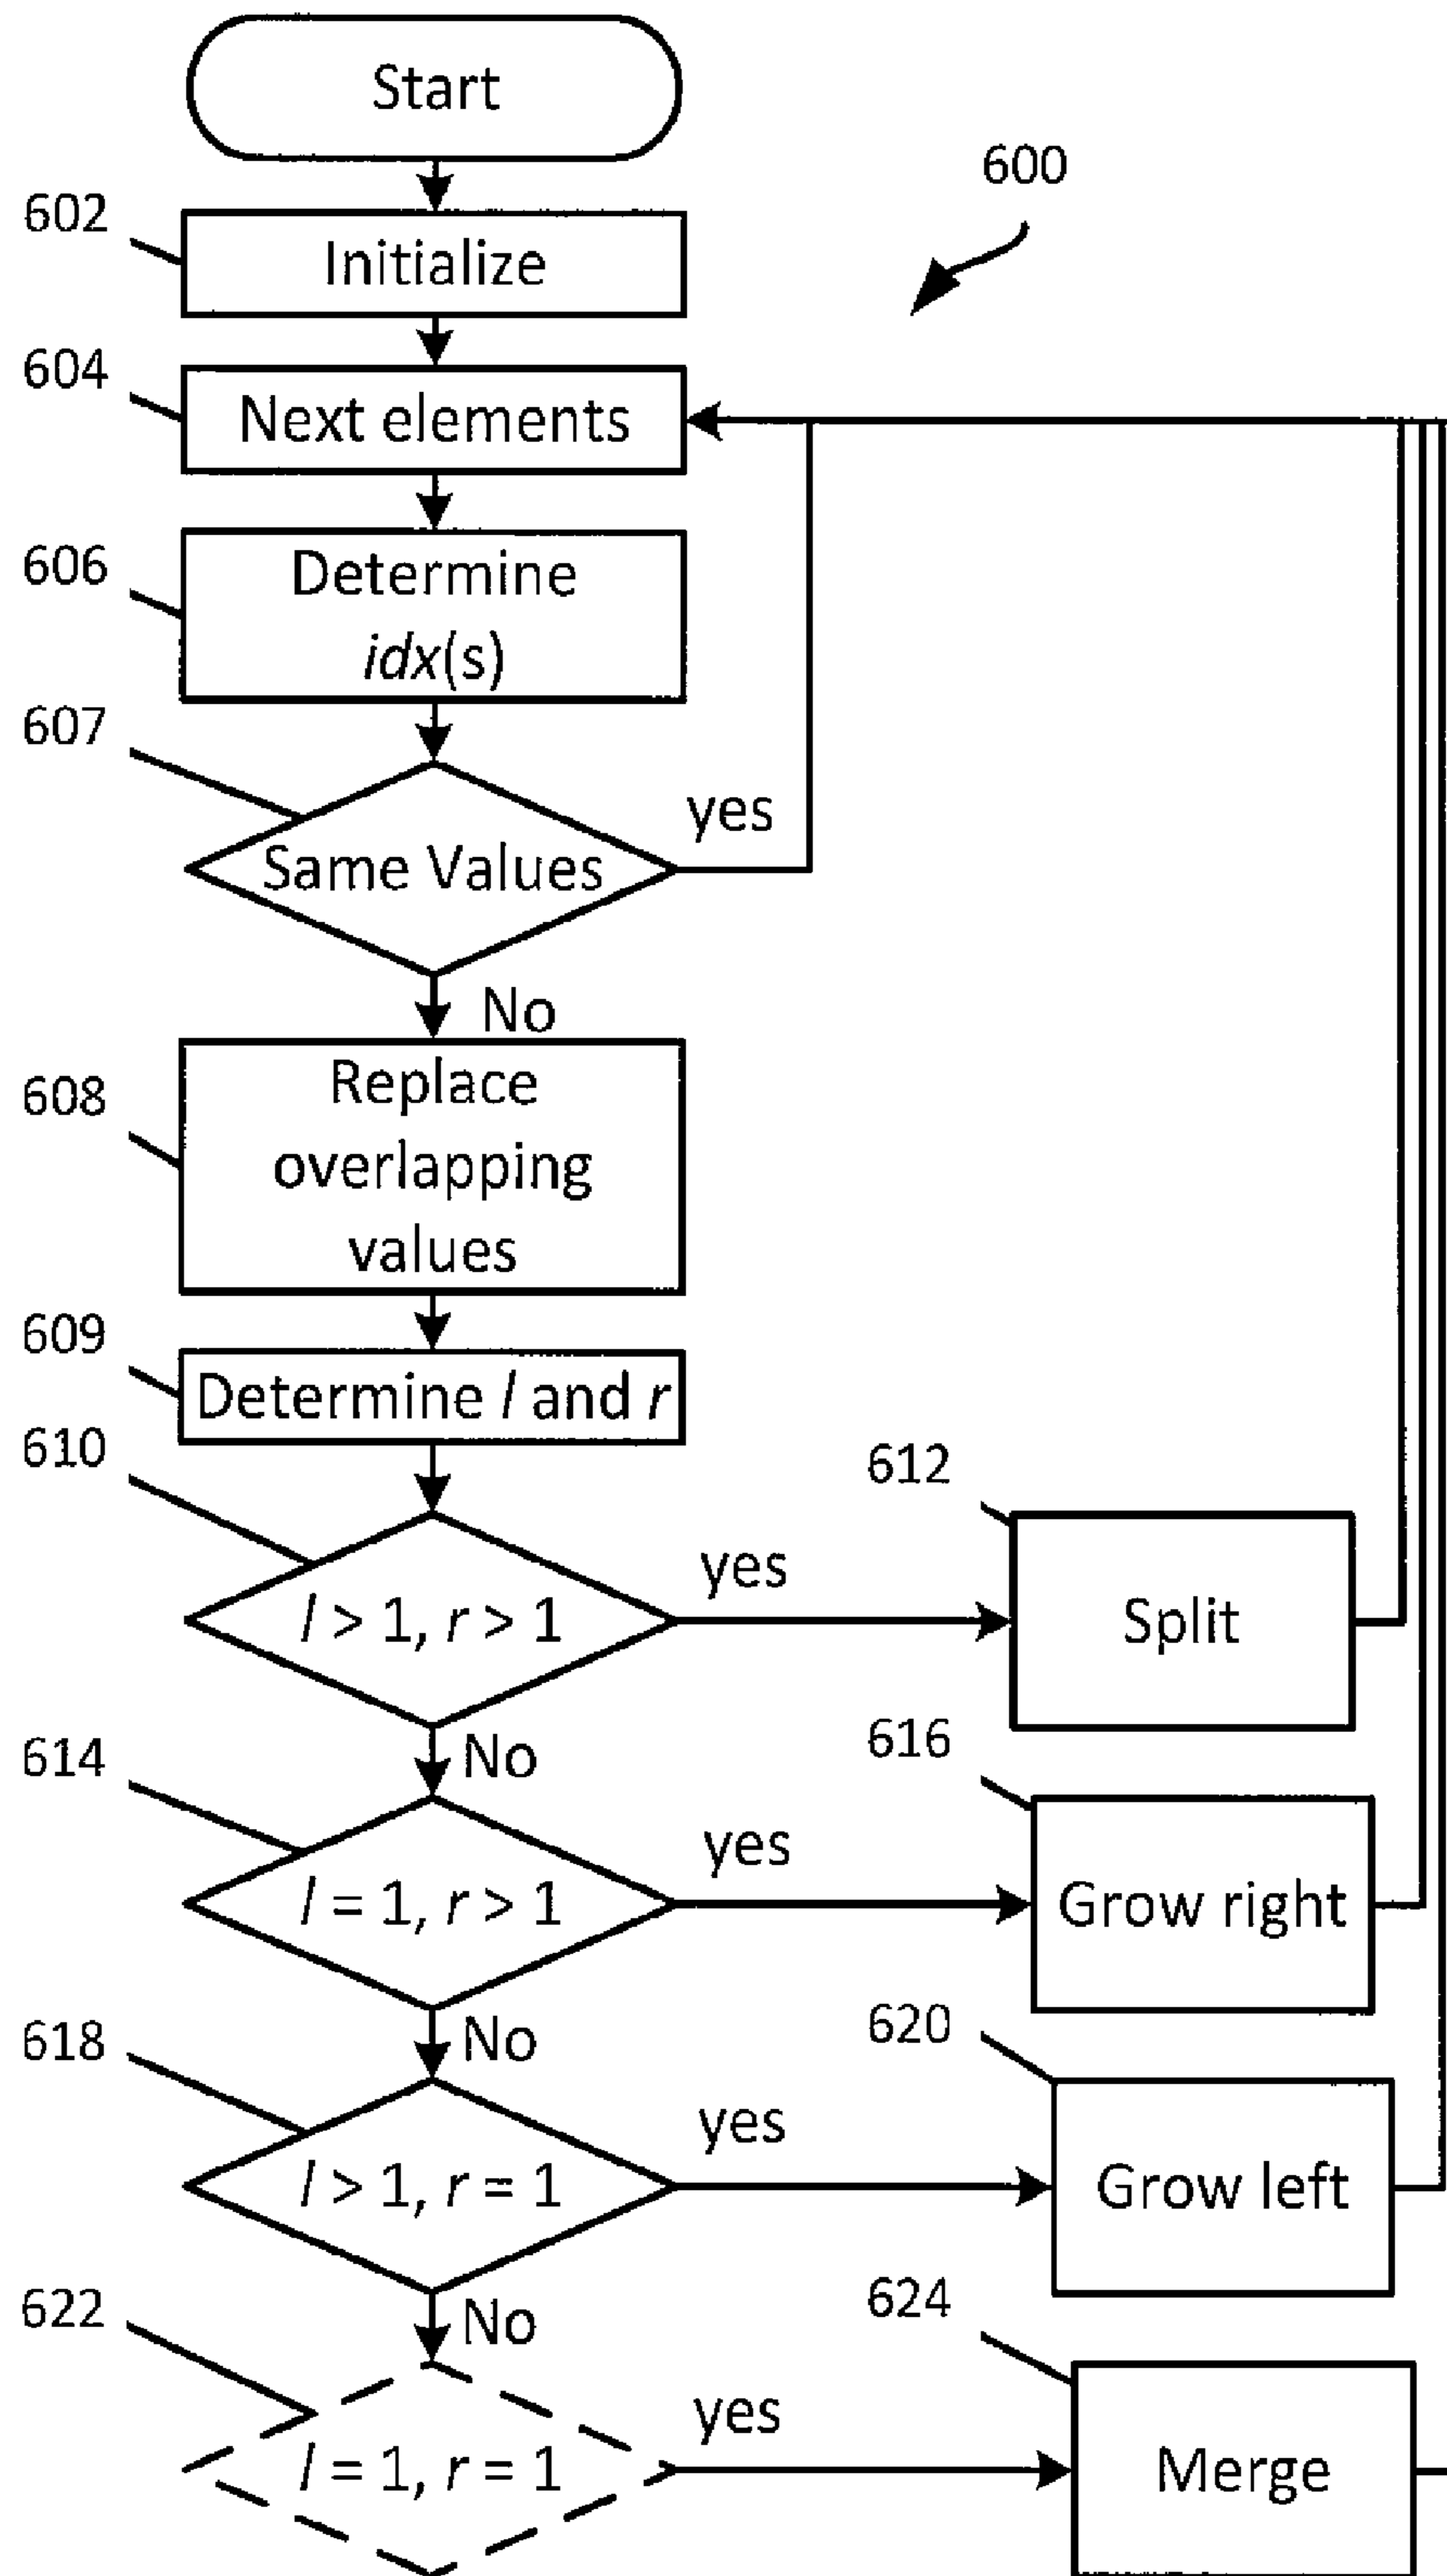 Start
600
602
Initialize
604
Next elements
606
Determine
idx(s)
607
yes
Same Values
No
608
Replace
overlapping
values
609
Determine l and r
610
612
yes
l > 1, r > 1
Split
No
614
616
yes
l = 1, r > 1
Grow right
No
618
620
yes
l > 1, r = 1
Grow left
No
622
624
yes
l = 1, r = 1
Merge